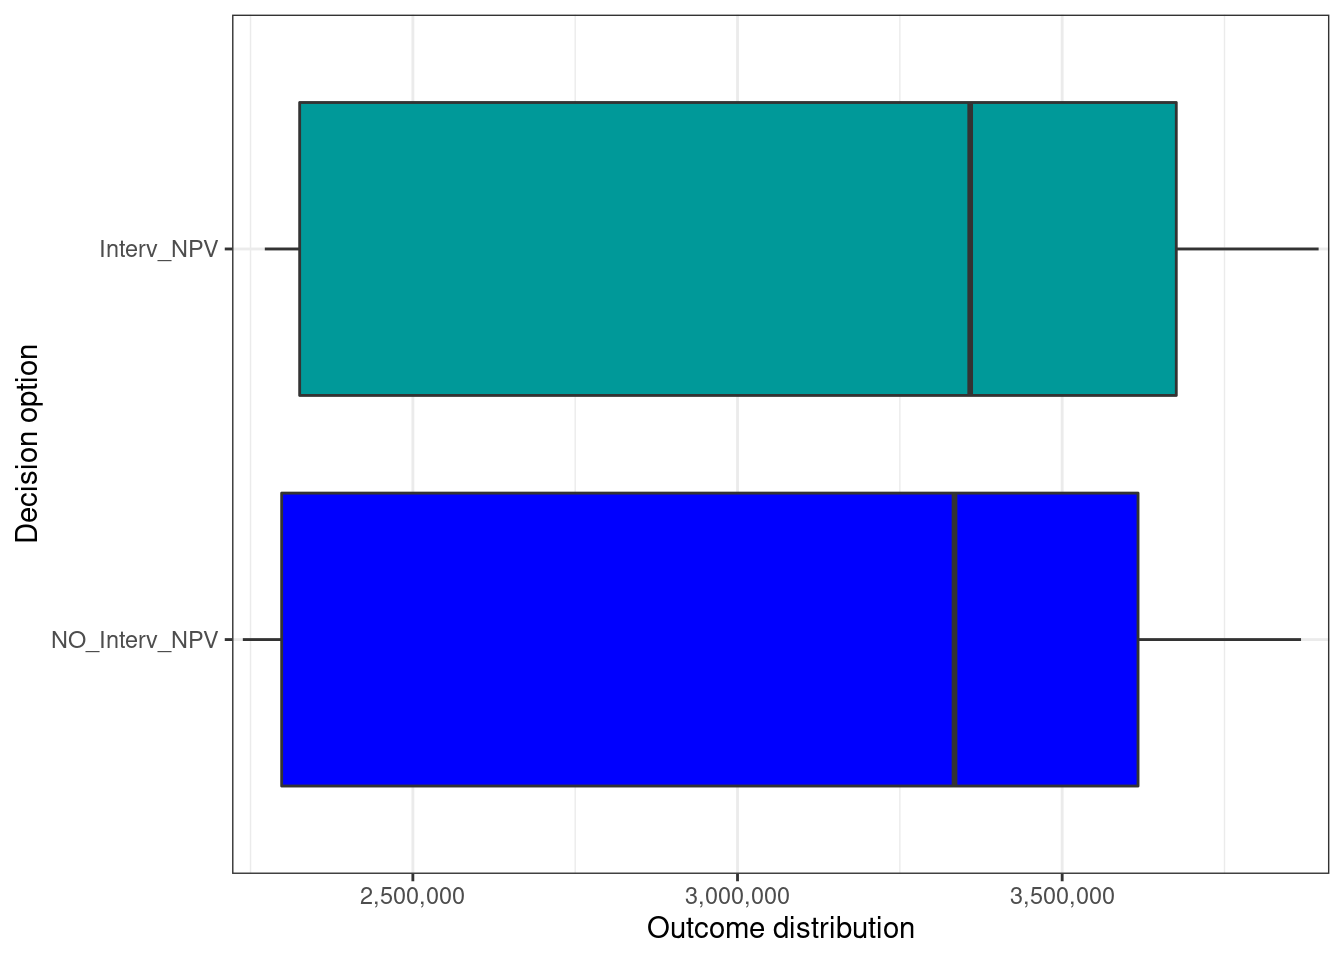 Decision option
Interv_NPV
NO_Interv_NPV
2,500,000 3,000,000 3,500,000
Outcome distribution